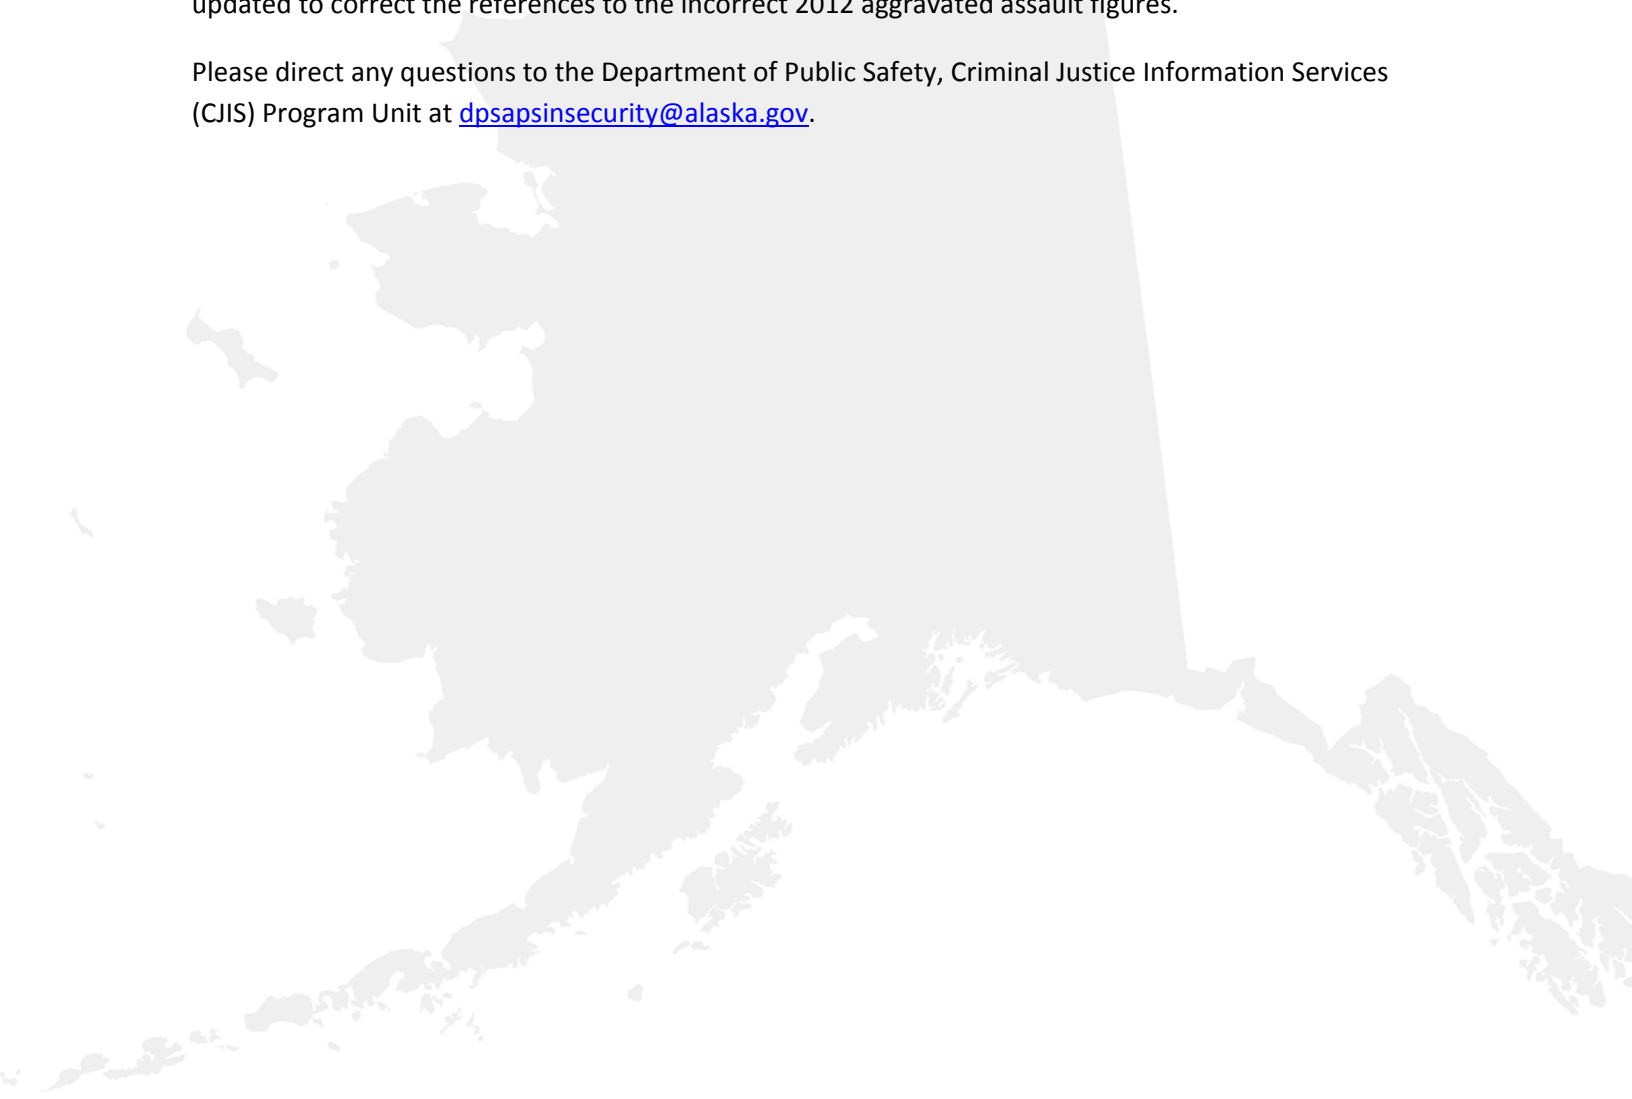 updated to correct the references to the incorrect 2012 aggravated assault figures.
Please direct any questions to the Department of Public Safety, Criminal Justice Information Services
(CJIS) Program Unit at dpsapsinsecurity@alaska.gov.